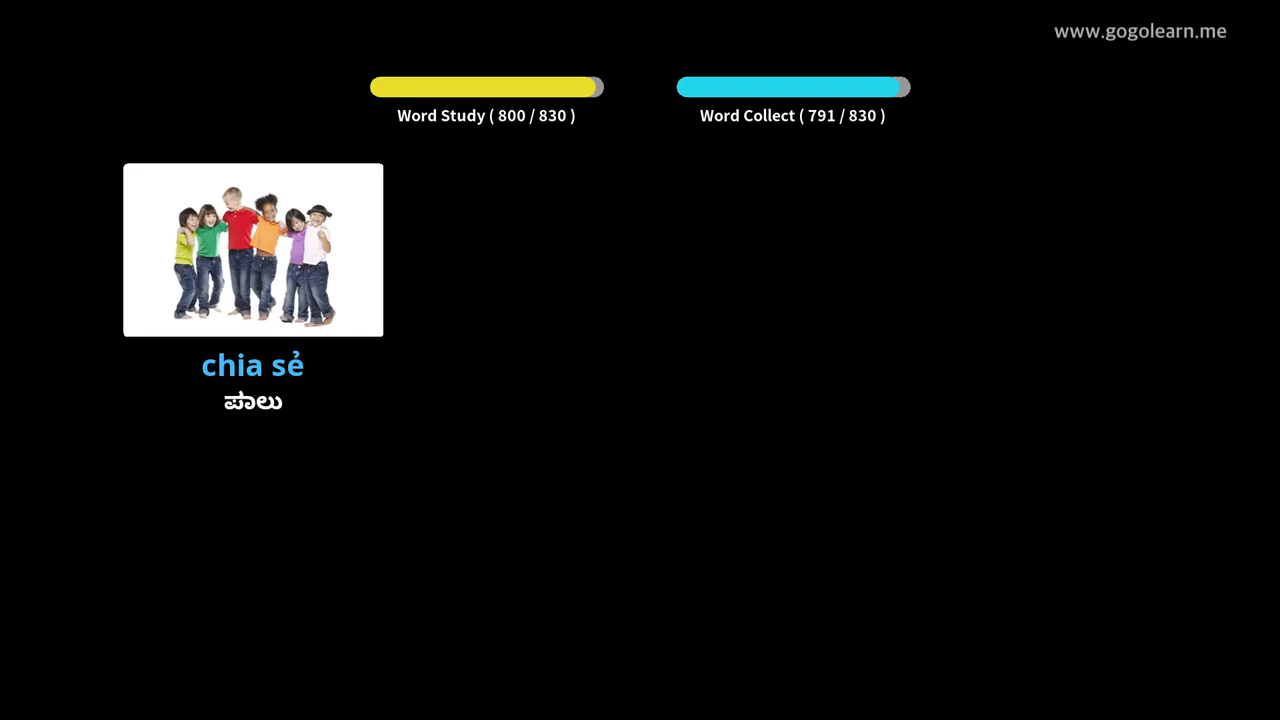 www.gogolearn.me
Word Study ( 800 / 830 )
Word Collect ( 791 / 830 )
chia sẻ
ಪಾಲು